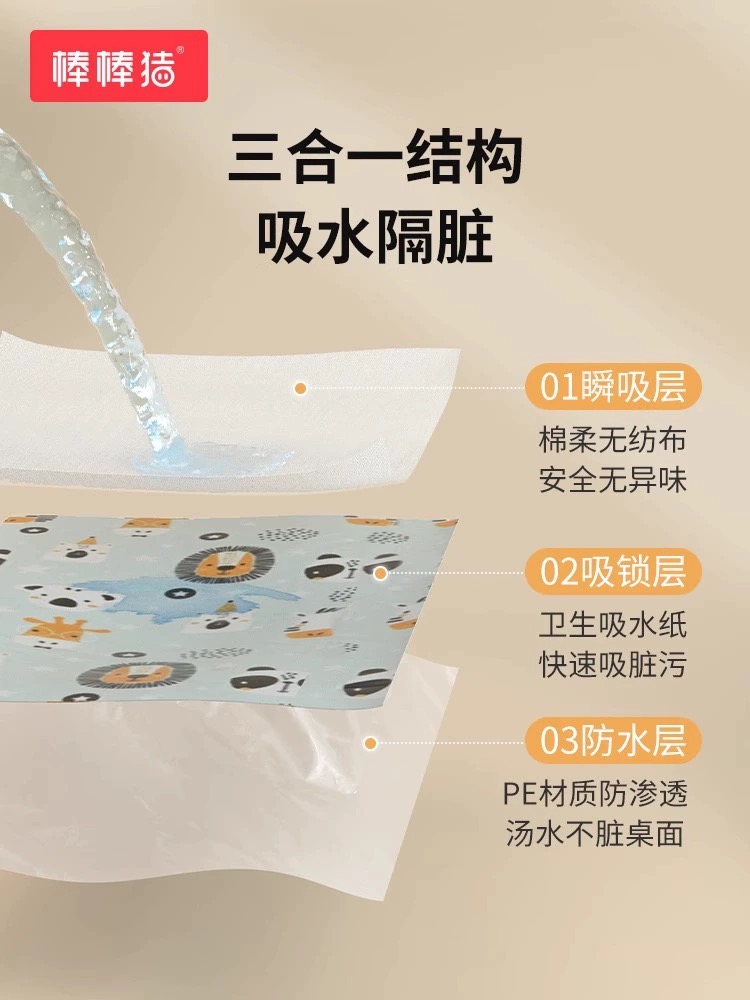 棒棒猪®
三合一结构
吸水隔脏
01瞬吸层
棉柔无纺布
安全无异味
02吸锁层
卫生吸水纸
快速吸脏污
03防水层
PE材质防渗透
汤水不脏桌面